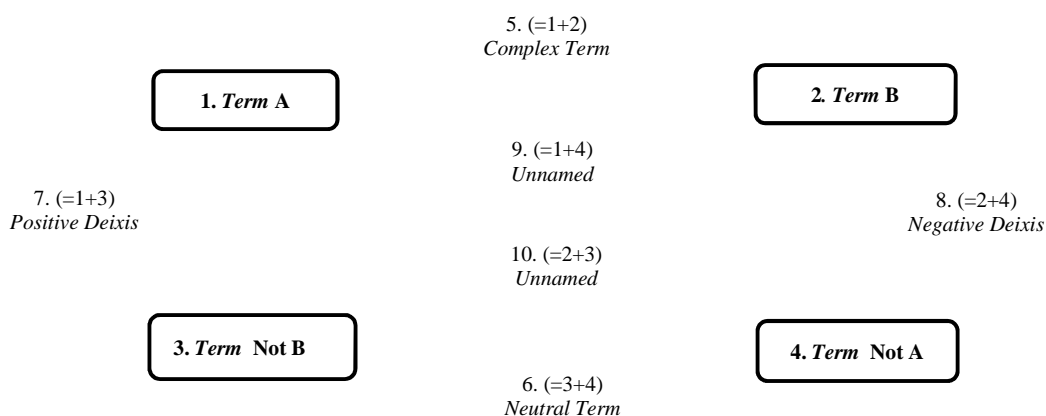 5. (=1+2)
Complex Term
1. Term A
2. Term B
9. (=1+4)
Unnamed
7. (=1+3)
Positive Deixis
8. (=2+4)
Negative Deixis
10. (=2+3)
Unnamed
3. Term Not B
4. Term Not A
6. (=3+4)
Neutral Term